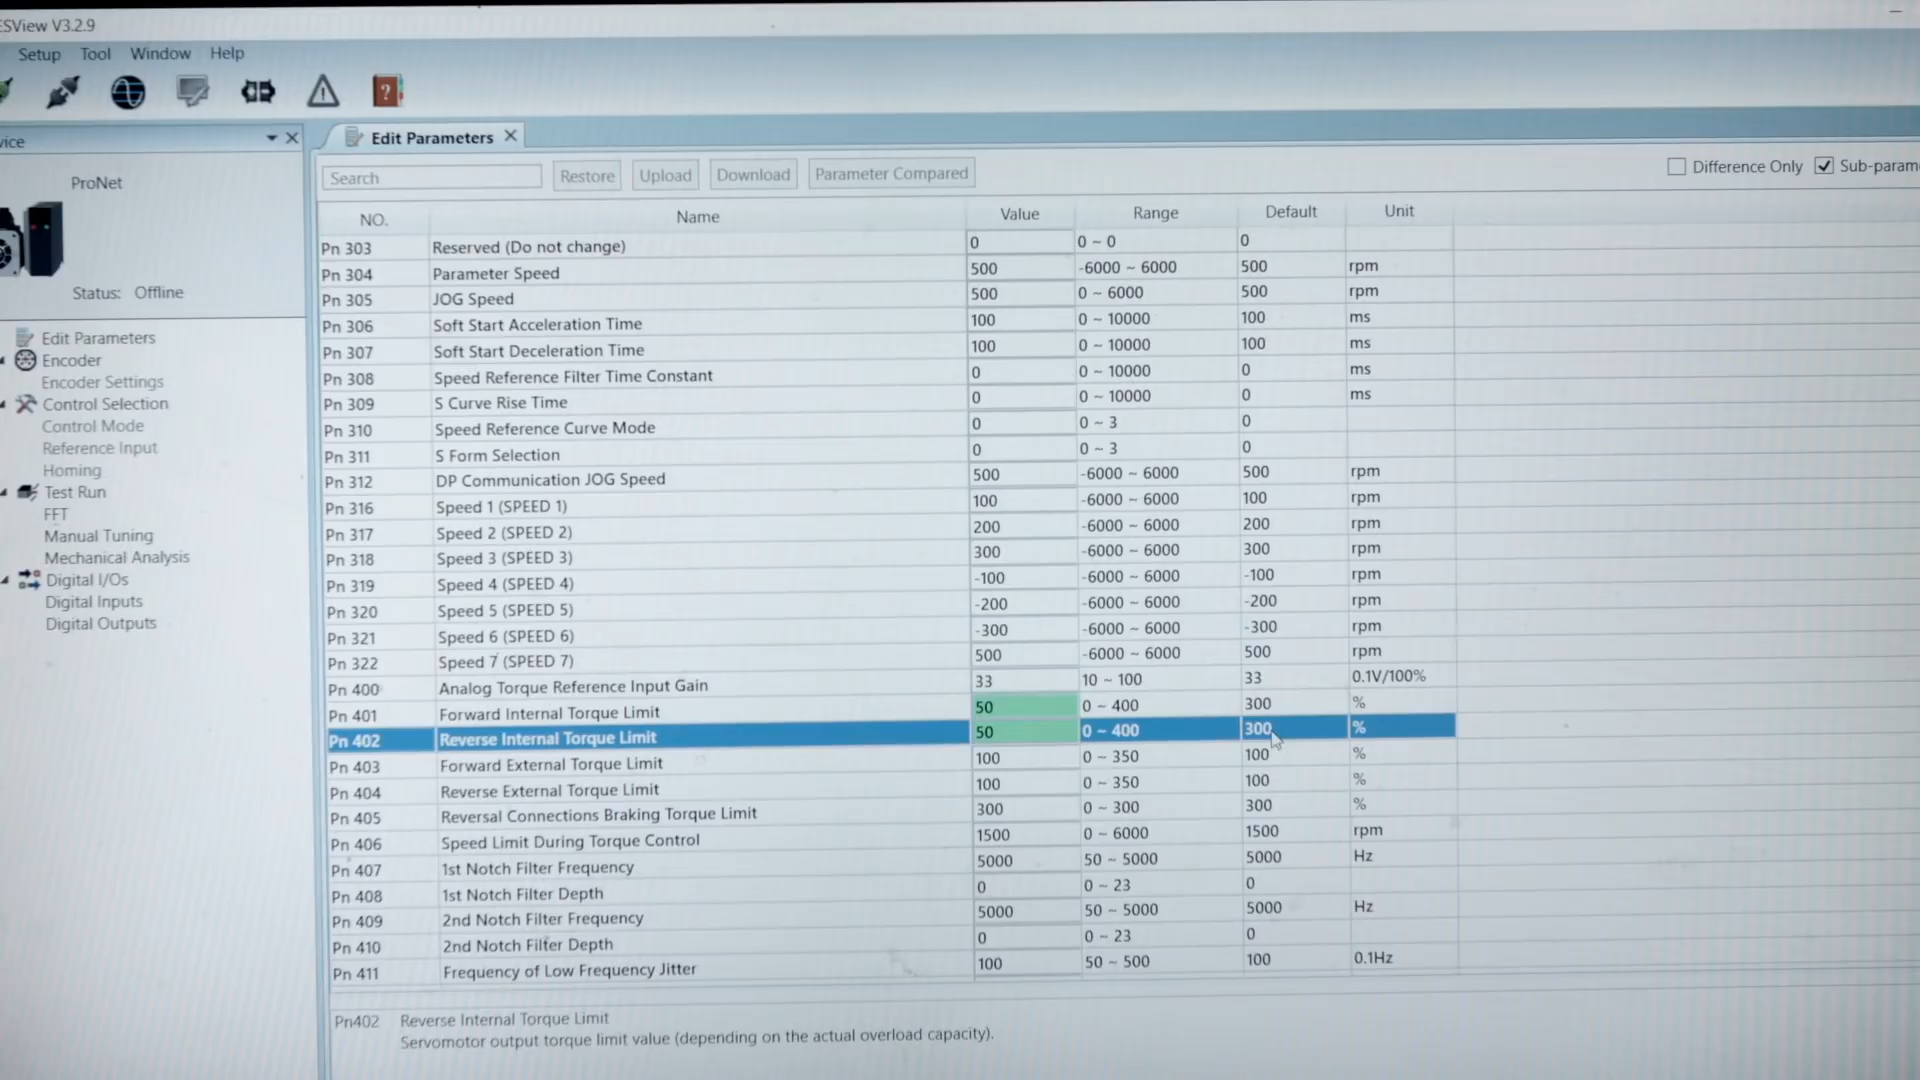 ESView V3.2.9
Setup Tool Window Help
vice
Edit Parameters
ProNet
Status: Offline
Edit Parameters
Encoder
Encoder Settings
Control Selection
Control Mode
Reference Input
Homing
Test Run
FFT
Manual Tuning
Mechanical Analysis
Digital I/Os
Digital Inputs
Digital Outputs
Search Restore Upload Download Parameter Compared Difference Only Sub-param
NO. Name Value Range Default Unit
Pn 303 Reserved (Do not change) 0 0 ~ 0 0
Pn 304 Parameter Speed 500 -6000 ~ 6000 500 rpm
Pn 305 JOG Speed 500 0 ~ 6000 500 rpm
Pn 306 Soft Start Acceleration Time 100 0 ~ 10000 100 ms
Pn 307 Soft Start Deceleration Time 100 0 ~ 10000 100 ms
Pn 308 Speed Reference Filter Time Constant 0 0 ~ 10000 0 ms
Pn 309 S Curve Rise Time 0 0 ~ 10000 0 ms
Pn 310 Speed Reference Curve Mode 0 0 ~ 3 0
Pn 311 S Form Selection 0 0 ~ 3 0
Pn 312 DP Communication JOG Speed 500 -6000 ~ 6000 500 rpm
Pn 316 Speed 1 (SPEED 1) 100 -6000 ~ 6000 100 rpm
Pn 317 Speed 2 (SPEED 2) 200 -6000 ~ 6000 200 rpm
Pn 318 Speed 3 (SPEED 3) 300 -6000 ~ 6000 300 rpm
Pn 319 Speed 4 (SPEED 4) -100 -6000 ~ 6000 -100 rpm
Pn 320 Speed 5 (SPEED 5) -200 -6000 ~ 6000 -200 rpm
Pn 321 Speed 6 (SPEED 6) -300 -6000 ~ 6000 -300 rpm
Pn 322 Speed 7 (SPEED 7) 500 -6000 ~ 6000 500 rpm
Pn 400 Analog Torque Reference Input Gain 33 10 ~ 100 33 0.1V/100%
Pn 401 Forward Internal Torque Limit 50 0 ~ 400 300 %
Pn 402 Reverse Internal Torque Limit 50 0 ~ 400 300 %
Pn 403 Forward External Torque Limit 100 0 ~ 350 100 %
Pn 404 Reverse External Torque Limit 100 0 ~ 350 100 %
Pn 405 Reversal Connections Braking Torque Limit 300 0 ~ 300 300 %
Pn 406 Speed Limit During Torque Control 1500 0 ~ 6000 1500 rpm
Pn 407 1st Notch Filter Frequency 5000 50 ~ 5000 5000 Hz
Pn 408 1st Notch Filter Depth 0 0 ~ 23 0
Pn 409 2nd Notch Filter Frequency 5000 50 ~ 5000 5000 Hz
Pn 410 2nd Notch Filter Depth 0 0 ~ 23 0
Pn 411 Frequency of Low Frequency Jitter 100 50 ~ 500 100 0.1Hz
Pn402 Reverse Internal Torque Limit
Servomotor output torque limit value (depending on the actual overload capacity).